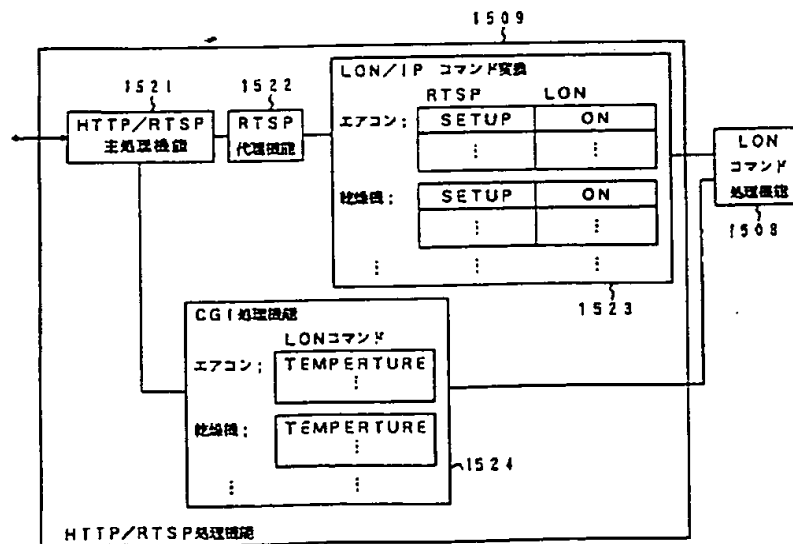 1509
1521
1522
LON/IP コマンド変換
RTSP LON
HTTP/RTSP
主処理機能
RTSP
代理機能
エアコン; SETUP ON
⋮ ⋮
乾燥機; SETUP ON
⋮ ⋮
⋮ ⋮ ⋮
LON
コマンド
処理機能
1508
1523
CGI処理機能
LONコマンド
エアコン; TEMPERTURE
⋮
乾燥機; TEMPERTURE
⋮
⋮ ⋮
1524
HTTP/RTSP処理機能